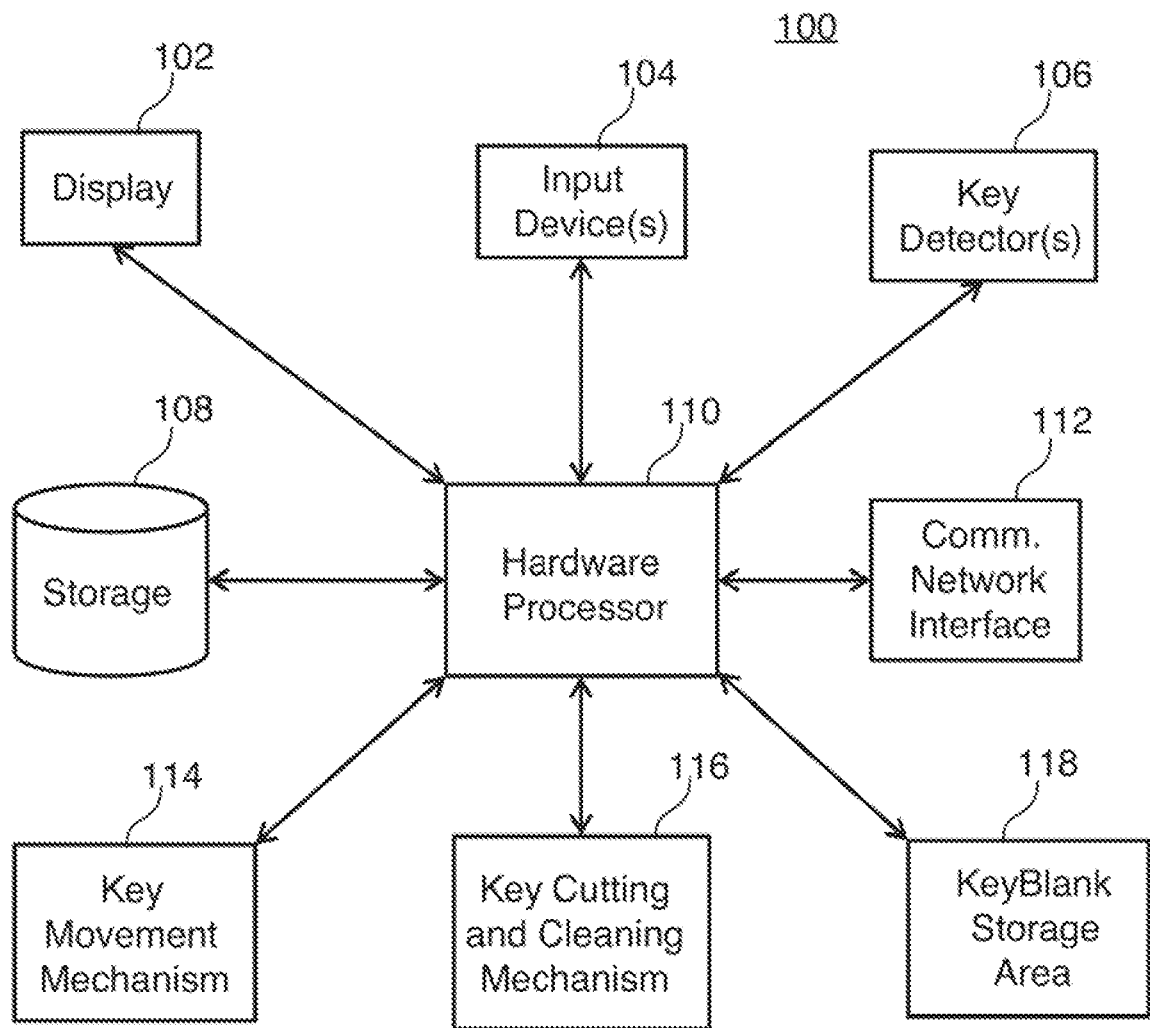 100
102
104
106
Display
Input
Device(s)
Key
Detector(s)
108
110
112
Storage
Hardware
Processor
Comm.
Network
Interface
114
116
118
Key
Movement
Mechanism
Key Cutting
and Cleaning
Mechanism
KeyBlank
Storage
Area